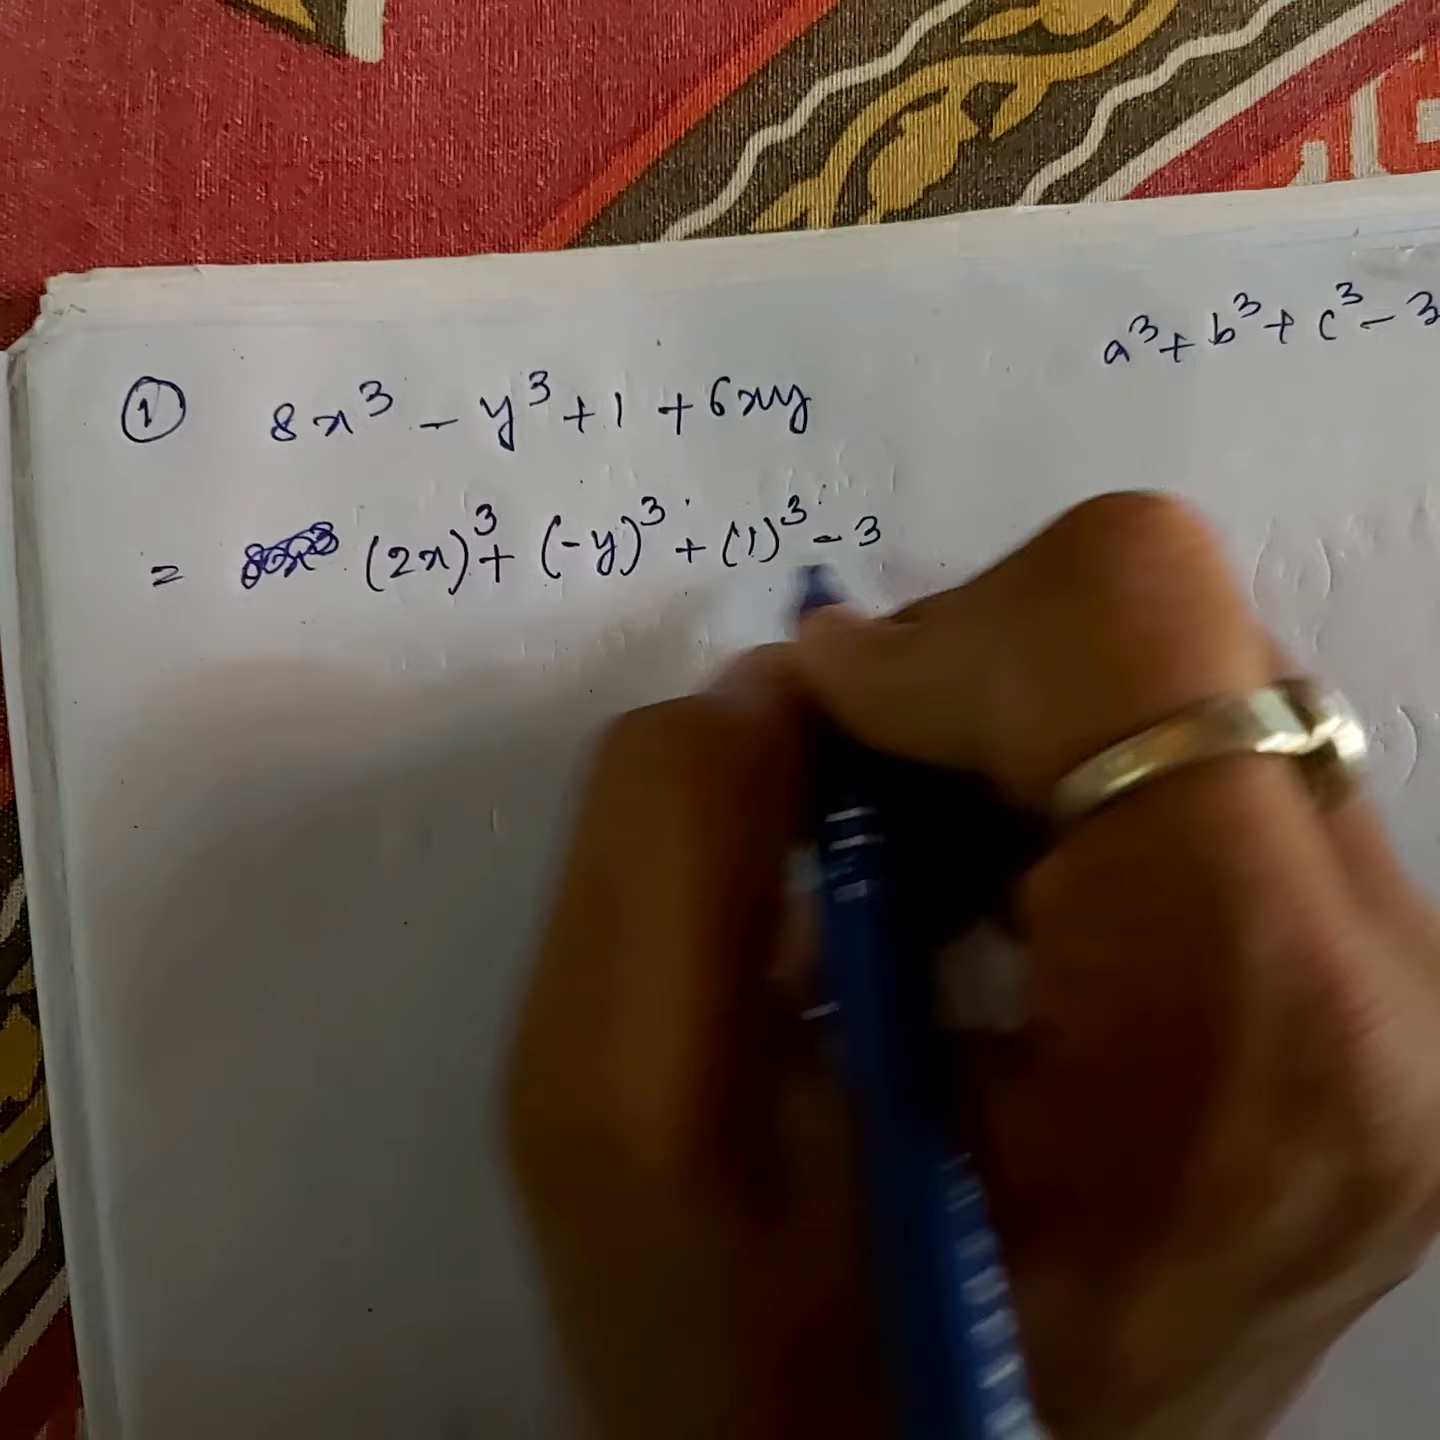 a³ + b³ + c³ - 3
① 8x³ - y³ + 1 + 6xy
= (2x)³ + (-y)³ + (1)³ - 3